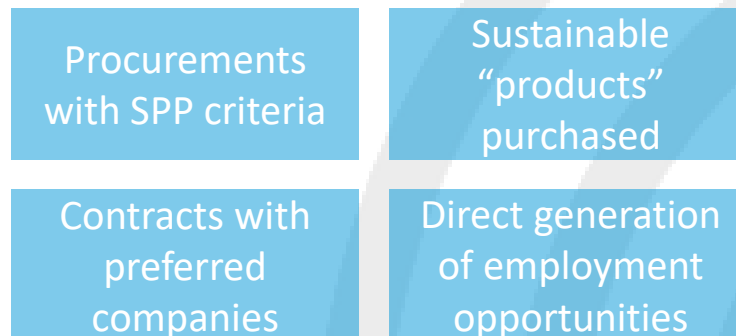 Procurements
with SPP criteria
Sustainable
“products”
purchased
Contracts with
preferred
companies
Direct generation
of employment
opportunities